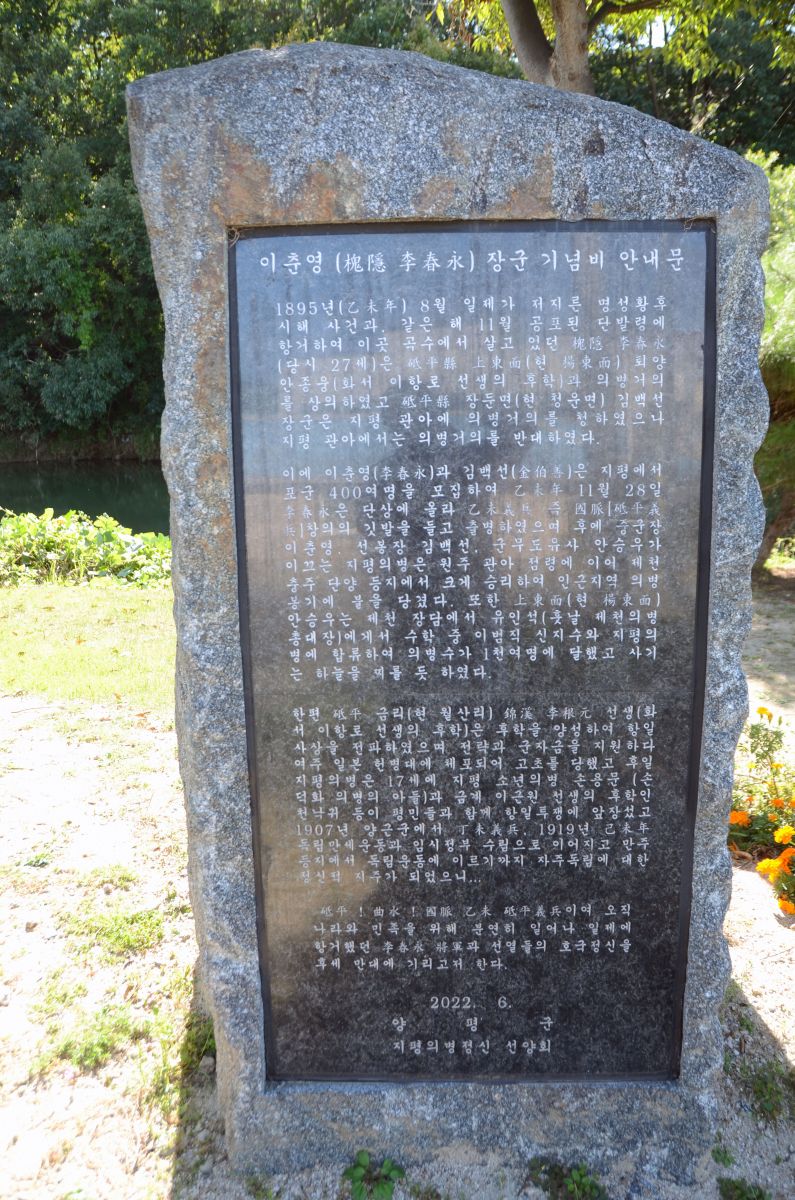 이춘영 (槐隠 李春永) 장군 기념비 안내문
1895년(乙未年) 8월 일제가 저지른 명성황후
시해 사건과, 같은 해 11월 공포된 단발령에
항거하여 이곳 곡수에서 살고 있던 槐隠 李春永
(당시 27세)은 砥平縣 上東面(현 楊東面) 퇴앙
안종응(화서 이항로 선생의 후학)과 의병거의
를 상의하였고 砥平縣 장둔면(현 청운면) 김백선
장군은 지평 관아에 의병거의를 청하였으나
지평 관아에서는 의병거의를 반대하였다.
이에 이춘영(李春永)과 김백선(金伯善)은 지평에서
포군 400여명을 모집하여 乙未年 11월 28일
李春永은 단상에 올라 乙未義兵 즉 國脈[砥平義
兵]창의의 깃발을 들고 출병하였으며 후에 중군장
이춘영. 선봉장 김백선, 군무도유사 안승우가
이끄는 지평의병은 원주 관아 점령에 이어 제천
충주 단양 등지에서 크게 승리하여 인근지역 의병
봉기에 불을 당겼다. 또한 上東面(현 楊東面)
안승우는 제천 장담에서 유인석(훗날 제천의병
총대장)에게서 수학 중 이범직 신지수와 지평의
병에 합류하여 의병수가 1천여명에 달했고 사기
는 하늘을 찌를 듯 하였다.
한편 砥平 금리(현 월산리) 錦溪 李根元 선생(화
서 이항로 선생의 후학)은 후학을 양성하여 항일
사상을 전파하였으며 전략과 군자금을 지원하다
여주 일본 헌병대에 체포되어 고초를 당했고 후일
지평의병은 17세에 지평 소년의병 손용문 (손
덕화 의병의 아들)과 금계 이근원 선생의 후학인
천낙귀 등이 평민들과 함께 항일투쟁에 앞장섰고
1907년 양근군에서 丁未義兵, 1919년 己未年
독립만세운동과 임시정부 수립으로 이어지고 만주
등지에서 독립운동에 이르기까지 자주독립에 대한
정신적 지주가 되었으니...
砥平！曲水！國脈 乙未 砥平義兵이여 오직
나라와 민족을 위해 분연히 일어나 일제에
항거했던 李春永 將軍과 선열들의 호국정신을
후세 만대에 기리고저 한다.
2022. 6.
양 평 군
지평의병정신 선양회